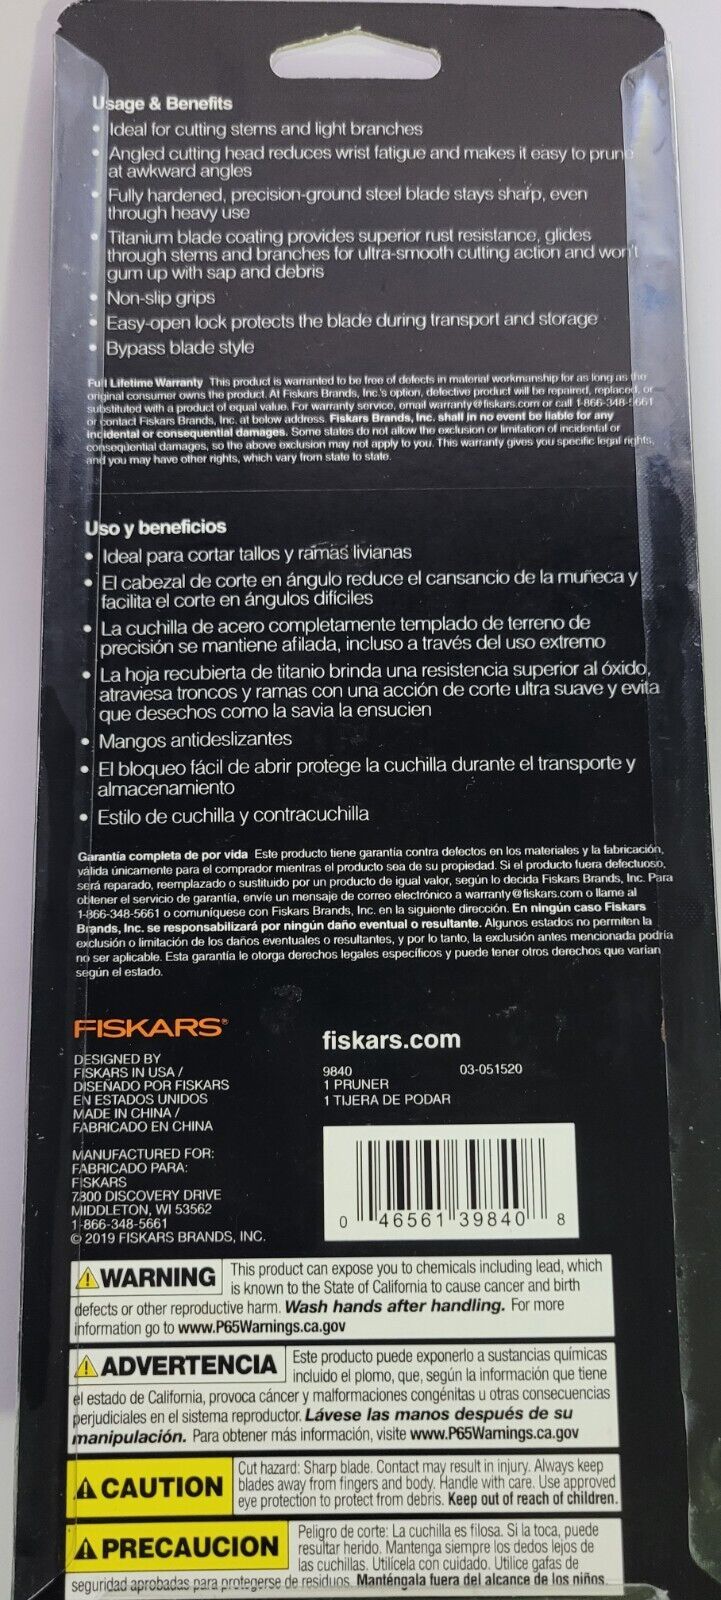 Usage & Benefits
• Ideal for cutting stems and light branches
• Angled cutting head reduces wrist fatigue and makes it easy to prune
at awkward angles
• Fully hardened, precision-ground steel blade stays sharp, even
through heavy use
• Titanium blade coating provides superior rust resistance, glides
through stems and branches for ultra-smooth cutting action and won't
gum up with sap and debris
• Non-slip grips
• Easy-open lock protects the blade during transport and storage
• Bypass blade style
Full Lifetime Warranty This product is warranted to be free of defects in material workmanship for as long as the
original consumer owns the product. At Fiskars Brands, Inc.'s option, defective product will be repaired, replaced, or
substituted with a product of equal value. For warranty service, email warranty@fiskars.com or call 1-866-348-5661
or contact Fiskars Brands, Inc. at below address. Fiskars Brands, Inc. shall in no event be liable for any
incidental or consequential damages. Some states do not allow the exclusion or limitation of incidental or
consequential damages, so the above exclusion may not apply to you. This warranty gives you specific legal rights,
and you may have other rights, which vary from state to state.
Uso y beneficios
• Ideal para cortar tallos y ramas livianas
• El cabezal de corte en ángulo reduce el cansancio de la muñeca y
facilita el corte en ángulos difíciles
• La cuchilla de acero completamente templado de terreno de
precisión se mantiene afilada, incluso a través del uso extremo
• La hoja recubierta de titanio brinda una resistencia superior al óxido,
atraviesa troncos y ramas con una acción de corte ultra suave y evita
que desechos como la savia la ensucien
• Mangos antideslizantes
• El bloqueo fácil de abrir protege la cuchilla durante el transporte y
almacenamiento
• Estilo de cuchilla y contracuchilla
Garantía completa de por vida Este producto tiene garantía contra defectos en los materiales y la fabricación,
válida únicamente para el comprador mientras el producto sea de su propiedad. Si el producto fuera defectuoso,
será reparado, reemplazado o sustituido por un producto de igual valor, según lo decida Fiskars Brands, Inc. Para
obtener el servicio de garantía, envíe un mensaje de correo electrónico a warranty@fiskars.com o llame al
1-866-348-5661 o comuníquese con Fiskars Brands, Inc. en la siguiente dirección. En ningún caso Fiskars
Brands, Inc. se responsabilizará por ningún daño eventual o resultante. Algunos estados no permiten la
exclusión o limitación de los daños eventuales o resultantes, y por lo tanto, la exclusión antes mencionada podría
no ser aplicable. Esta garantía le otorga derechos legales específicos y puede tener otros derechos que varían
según el estado.
FISKARS®
DESIGNED BY
FISKARS IN USA /
DISEÑADO POR FISKARS
EN ESTADOS UNIDOS
MADE IN CHINA /
FABRICADO EN CHINA
MANUFACTURED FOR:
FABRICADO PARA:
FISKARS
7800 DISCOVERY DRIVE
MIDDLETON, WI 53562
1-866-348-5661
© 2019 FISKARS BRANDS, INC.
fiskars.com
9840 03-051520
1 PRUNER
1 TIJERA DE PODAR
0 46561 39840 8
WARNING This product can expose you to chemicals including lead, which
is known to the State of California to cause cancer and birth
defects or other reproductive harm. Wash hands after handling. For more
information go to www.P65Warnings.ca.gov
ADVERTENCIA Este producto puede exponerlo a sustancias químicas
incluido el plomo, que, según la información que tiene
el estado de California, provoca cáncer y malformaciones congénitas u otras consecuencias
perjudiciales en el sistema reproductor. Lávese las manos después de su
manipulación. Para obtener más información, visite www.P65Warnings.ca.gov
CAUTION Cut hazard: Sharp blade. Contact may result in injury. Always keep
blades away from fingers and body. Handle with care. Use approved
eye protection to protect from debris. Keep out of reach of children.
PRECAUCION Peligro de corte: La cuchilla es filosa. Si la toca, puede
resultar herido. Mantenga siempre los dedos lejos de
las cuchillas. Utilícela con cuidado. Utilice gafas de
seguridad aprobadas para protegerse de residuos. Manténgala fuera del alcance de los niños.